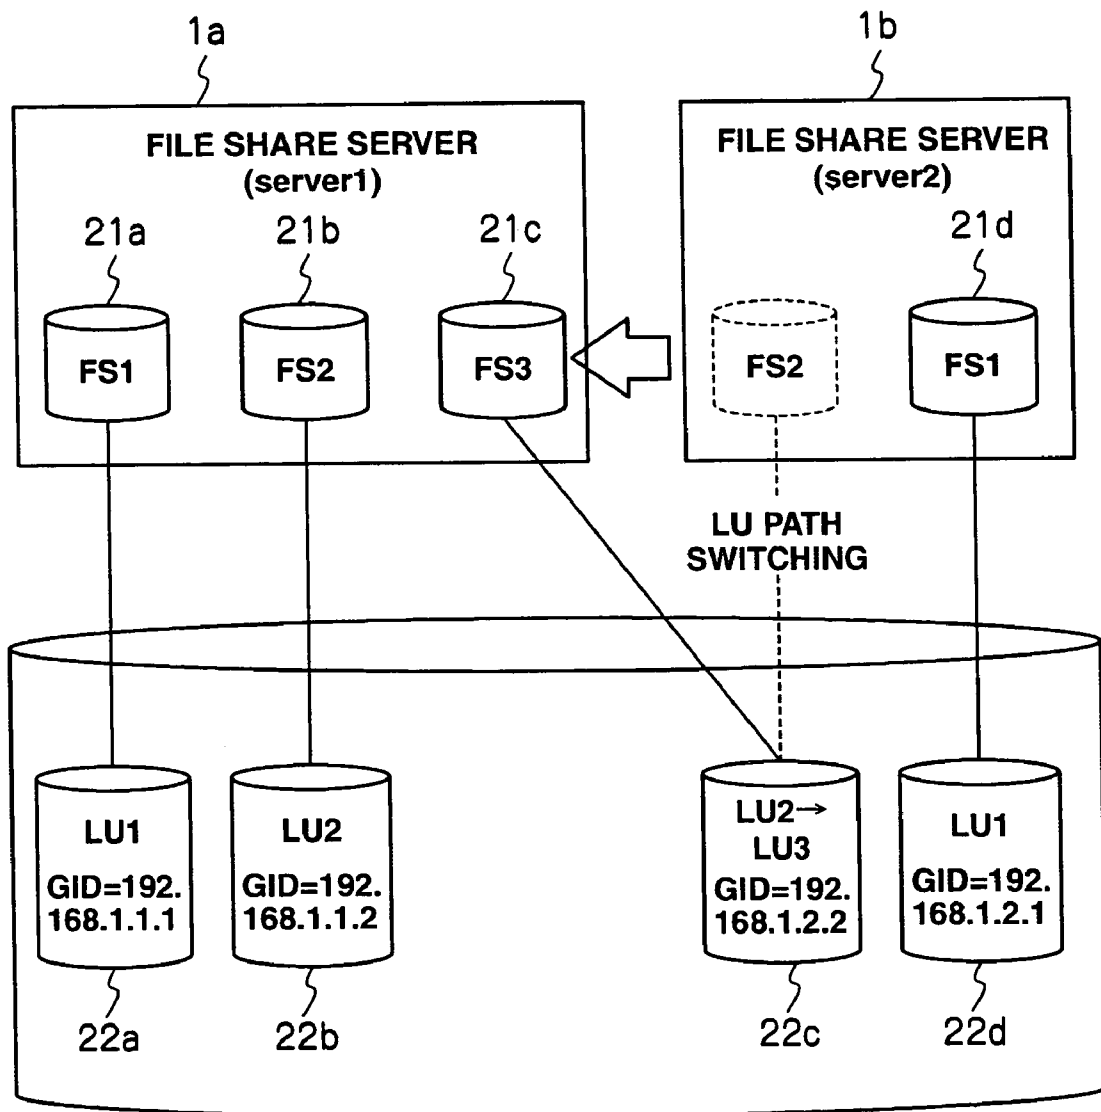 1a
1b
FILE SHARE SERVER
(server1)
FILE SHARE SERVER
(server2)
21a
21b
21c
21d
FS1
FS2
FS3
FS2
FS1
LU PATH
SWITCHING
LU1
GID=192.
168.1.1.1
LU2
GID=192.
168.1.1.2
LU2→
LU3
GID=192.
168.1.2.2
LU1
GID=192.
168.1.2.1
22a
22b
22c
22d